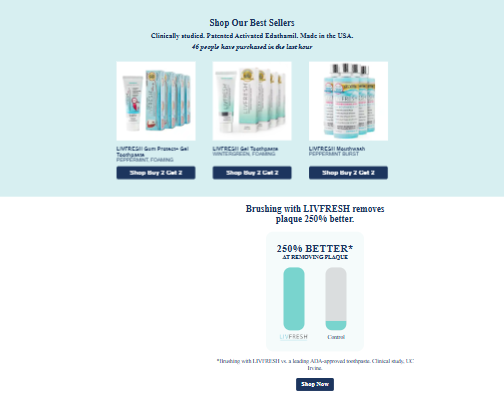 Shop Our Best Sellers
Clinically studied. Patented Activated Edathamil. Made in the USA.
46 people have purchased in the last hour
LIVFRESH Gum Protect+ Gel
Toothpaste
PEPPERMINT, FOAMING
LIVFRESH Gel Toothpaste
WINTERGREEN, FOAMING
LIVFRESH Mouthwash
PEPPERMINT BURST
Shop Buy 2 Get 2
Shop Buy 2 Get 2
Shop Buy 2 Get 2
Brushing with LIVFRESH removes
plaque 250% better.
250% BETTER*
AT REMOVING PLAQUE
LIVFRESH
Control
*Brushing with LIVFRESH vs. a leading ADA-approved toothpaste. Clinical study, UC
Irvine.
Shop Now